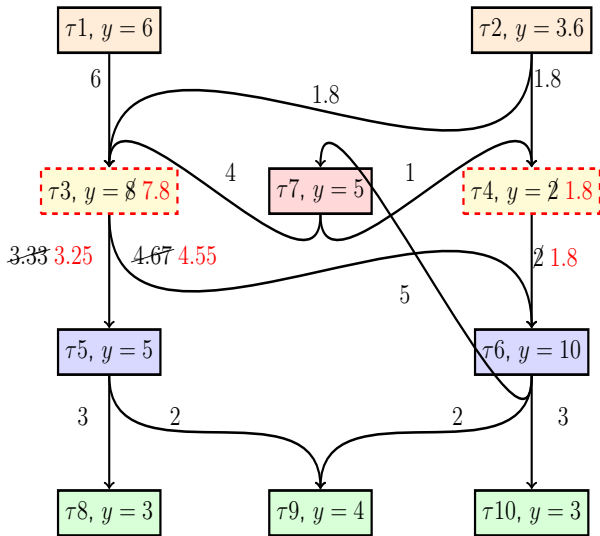 τ1, y = 6
τ2, y = 3.6
6
1.8
1.8
τ3, y = 8 7.8
4
τ7, y = 5
1
τ4, y = 2 1.8
3.33 3.25
4.67 4.55
2 1.8
5
τ5, y = 5
τ6, y = 10
3
2
2
3
τ8, y = 3
τ9, y = 4
τ10, y = 3